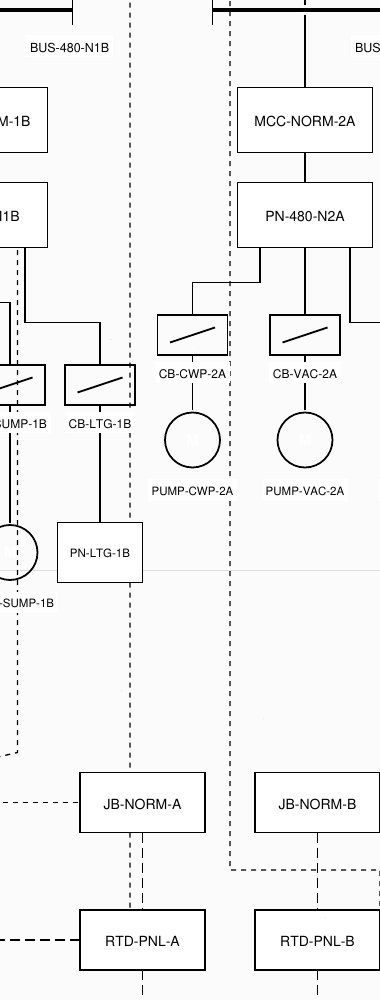 BUS-480-N1B
BUS
M-1B
MCC-NORM-2A
N1B
PN-480-N2A
CB-CWP-2A
CB-VAC-2A
SUMP-1B
CB-LTG-1B
PUMP-CWP-2A
PUMP-VAC-2A
PN-LTG-1B
-SUMP-1B
JB-NORM-A
JB-NORM-B
RTD-PNL-A
RTD-PNL-B